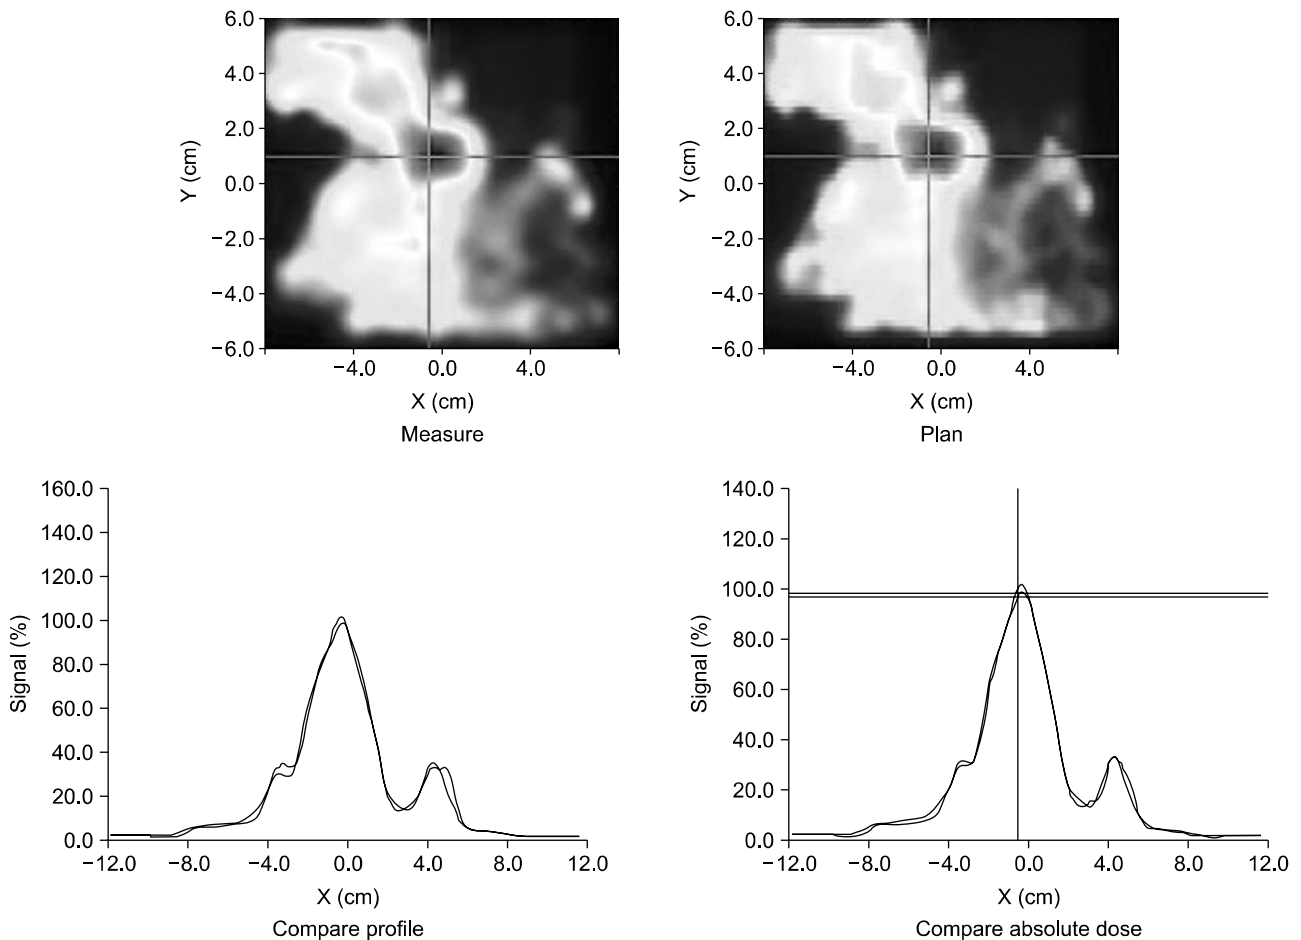 6.0
4.0
2.0
0.0
−2.0
−4.0
−6.0
Y (cm)
−4.0 0.0 4.0
X (cm)
Measure
6.0
4.0
2.0
0.0
−2.0
−4.0
−6.0
Y (cm)
−4.0 0.0 4.0
X (cm)
Plan
160.0
140.0
120.0
100.0
80.0
60.0
40.0
20.0
0.0
Signal (%)
−12.0 −8.0 −4.0 0.0 4.0 8.0 12.0
X (cm)
Compare profile
140.0
120.0
100.0
80.0
60.0
40.0
20.0
0.0
Signal (%)
−12.0 −8.0 −4.0 0.0 4.0 8.0 12.0
X (cm)
Compare absolute dose